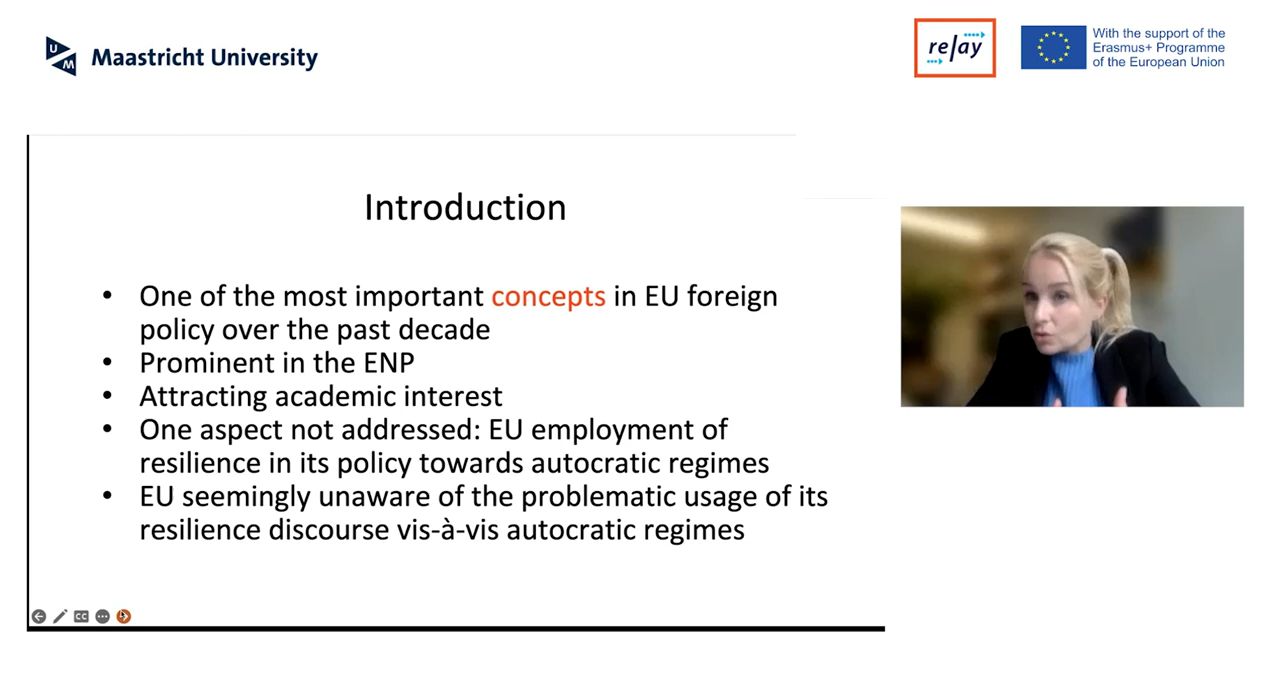 UM
Maastricht University
relay
With the support of the
Erasmus+ Programme
of the European Union
Introduction
• One of the most important concepts in EU foreign
policy over the past decade
• Prominent in the ENP
• Attracting academic interest
• One aspect not addressed: EU employment of
resilience in its policy towards autocratic regimes
• EU seemingly unaware of the problematic usage of its
resilience discourse vis-à-vis autocratic regimes
CC